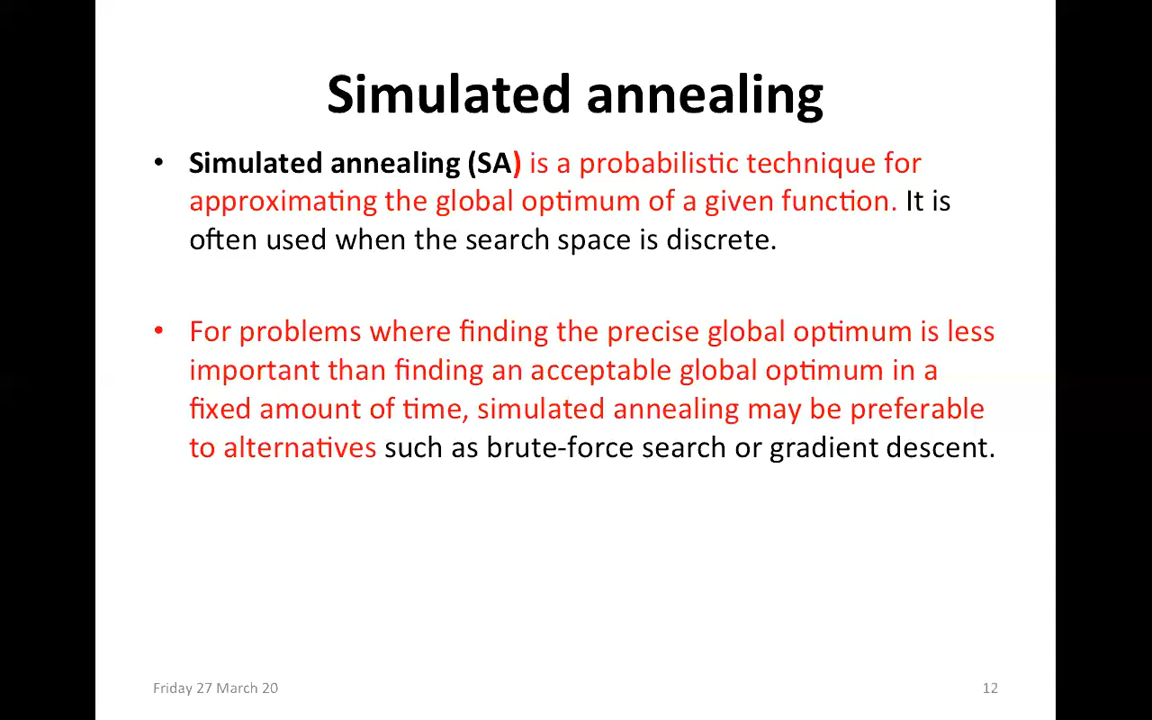 Simulated annealing
• Simulated annealing (SA) is a probabilistic technique for
approximating the global optimum of a given function. It is
often used when the search space is discrete.
• For problems where finding the precise global optimum is less
important than finding an acceptable global optimum in a
fixed amount of time, simulated annealing may be preferable
to alternatives such as brute-force search or gradient descent.
Friday 27 March 20
12